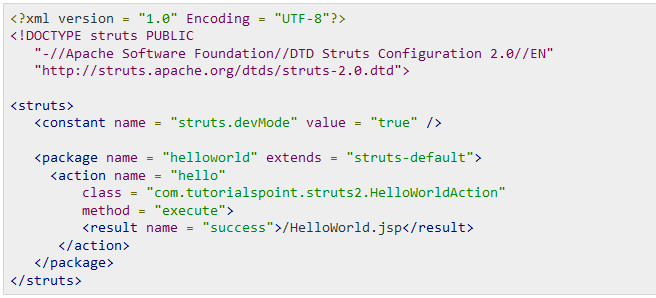 <?xml version = "1.0" Encoding = "UTF-8"?>
<!DOCTYPE struts PUBLIC
"-//Apache Software Foundation//DTD Struts Configuration 2.0//EN"
"http://struts.apache.org/dtds/struts-2.0.dtd">
<struts>
<constant name = "struts.devMode" value = "true" />
<package name = "helloworld" extends = "struts-default">
<action name = "hello"
class = "com.tutorialspoint.struts2.HelloWorldAction"
method = "execute">
<result name = "success">/HelloWorld.jsp</result>
</action>
</package>
</struts>